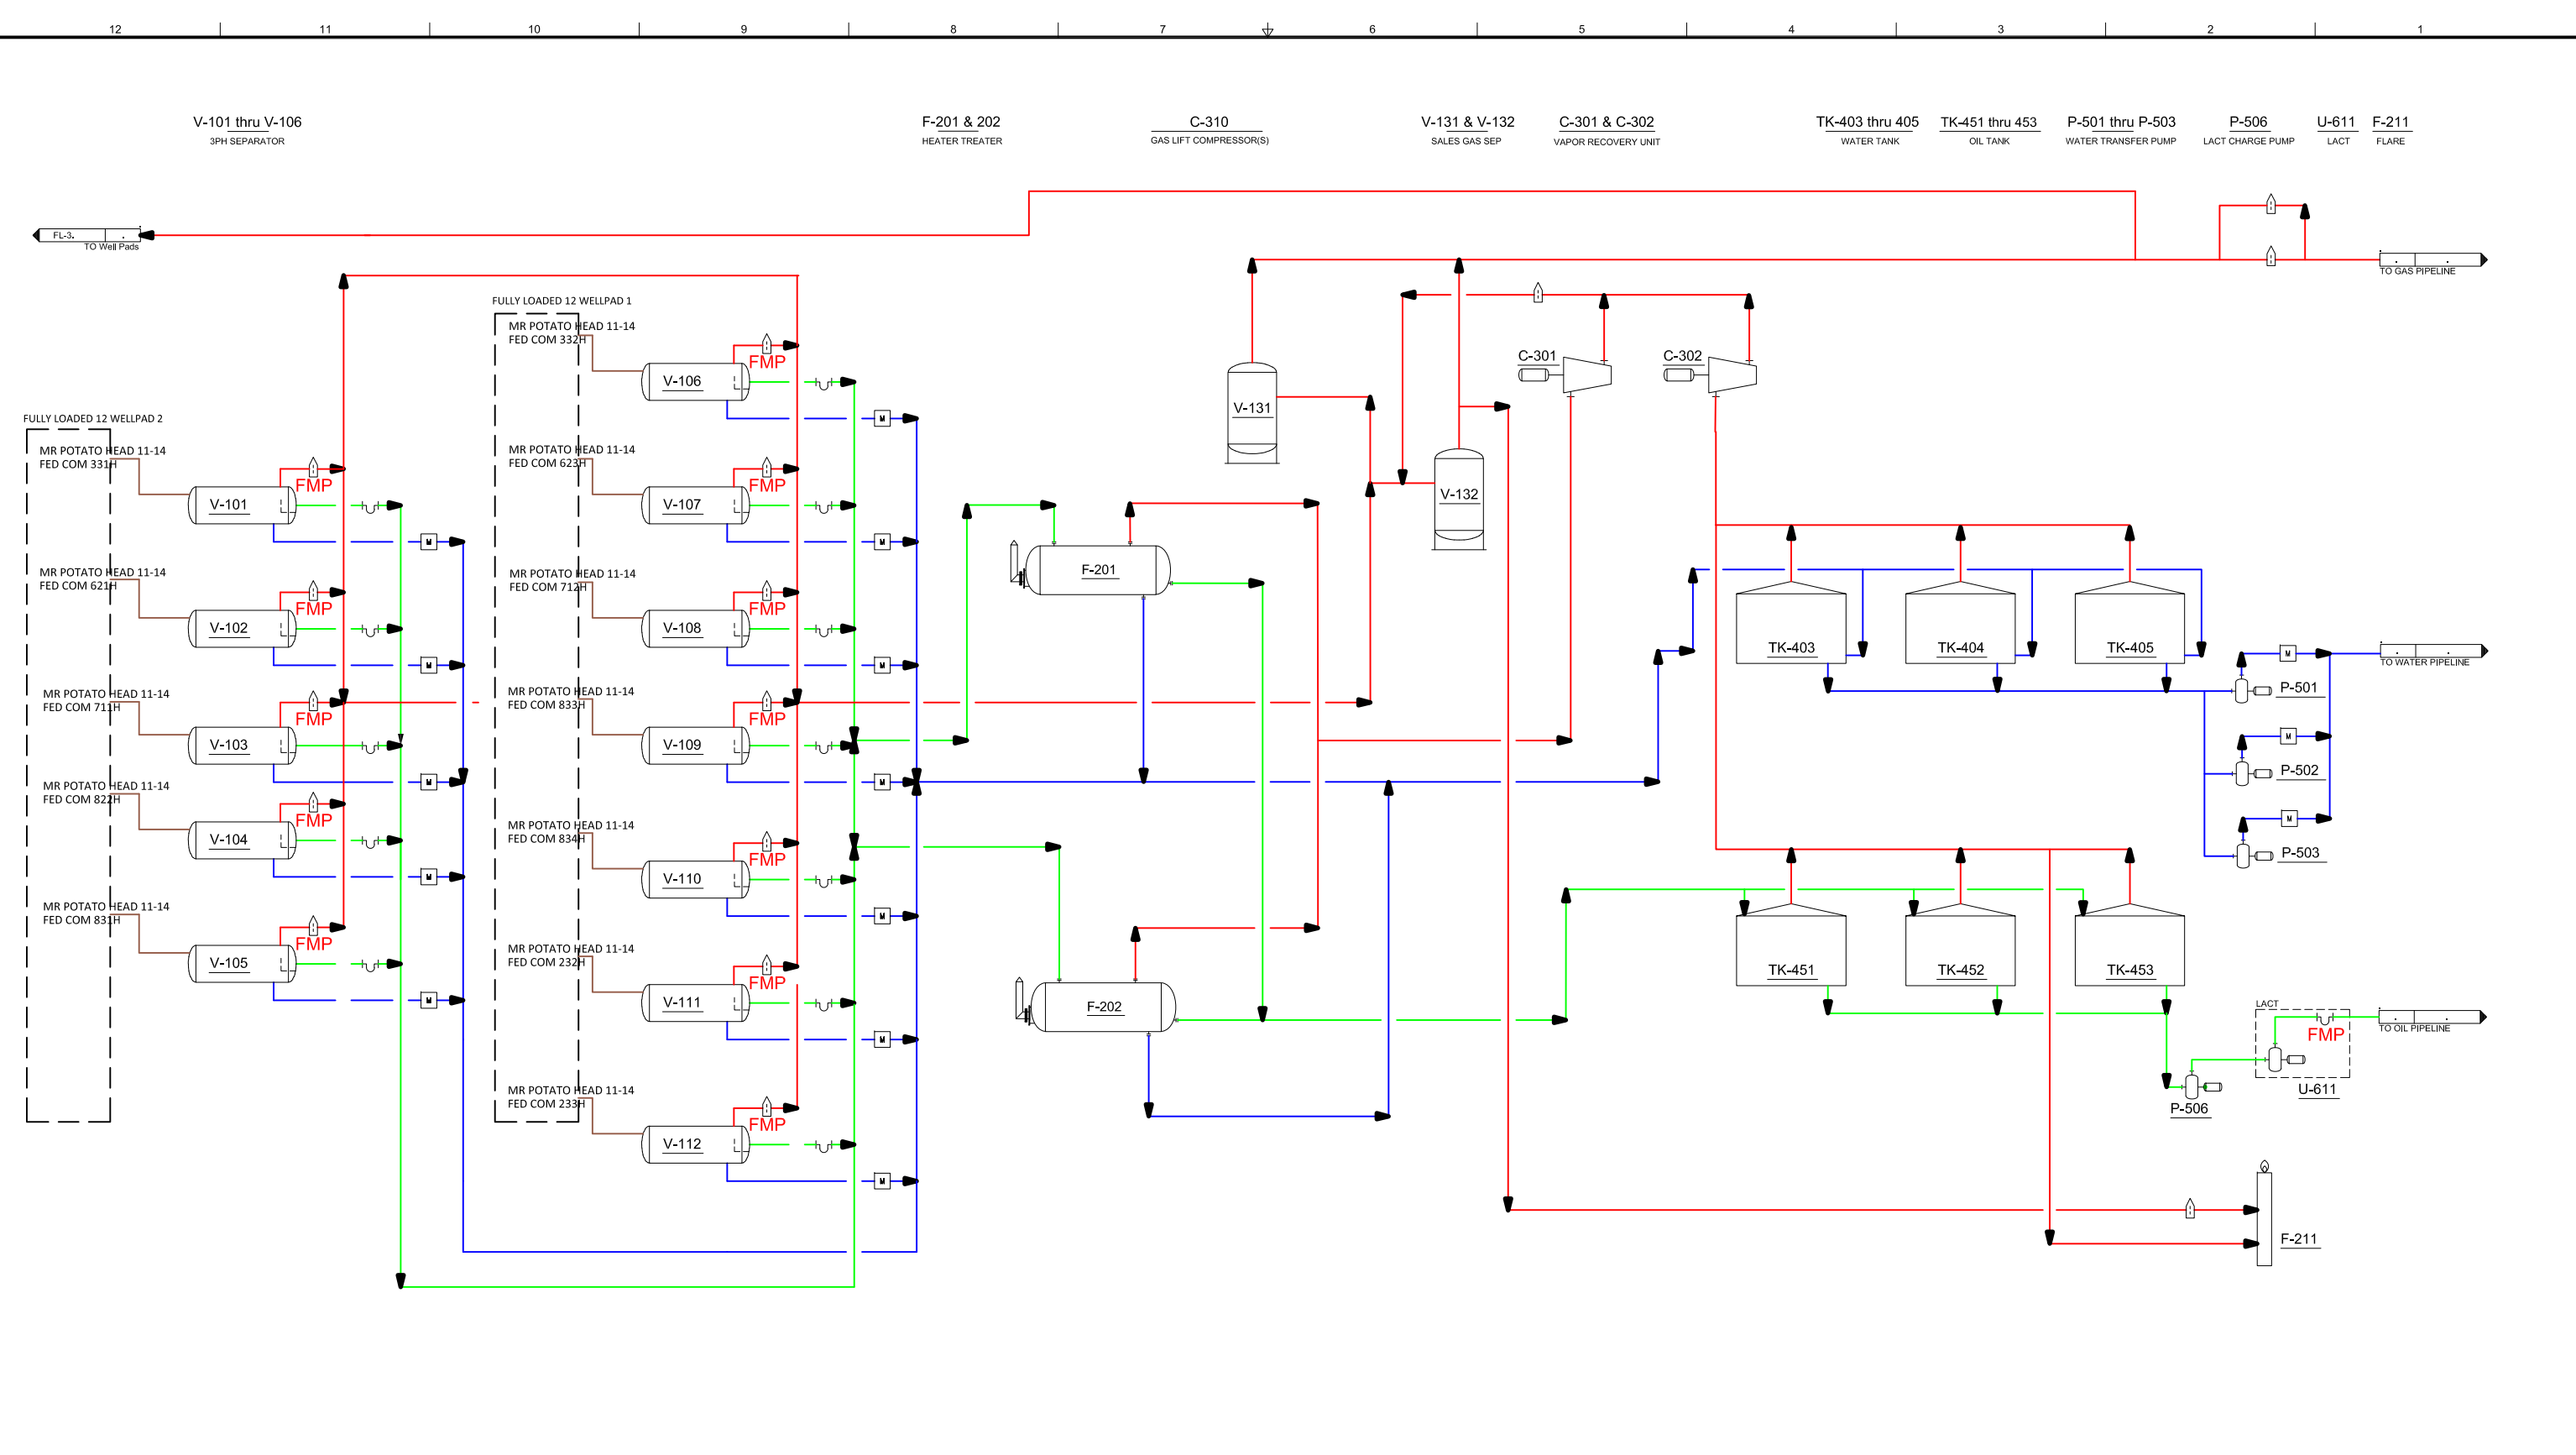 12
11
10
9
8
7
6
5
4
3
2
1
V-101 thru V-106
3PH SEPARATOR
F-201 & 202
HEATER TREATER
C-310
GAS LIFT COMPRESSOR(S)
V-131 & V-132
SALES GAS SEP
C-301 & C-302
VAPOR RECOVERY UNIT
TK-403 thru 405
WATER TANK
TK-451 thru 453
OIL TANK
P-501 thru P-503
WATER TRANSFER PUMP
P-506
LACT CHARGE PUMP
U-611
LACT
F-211
FLARE
FL-3.
TO Well Pads
TO GAS PIPELINE
FULLY LOADED 12 WELLPAD 2
MR POTATO HEAD 11-14
FED COM 331H
FMP
V-101
M
MR POTATO HEAD 11-14
FED COM 621H
FMP
V-102
M
MR POTATO HEAD 11-14
FED COM 711H
FMP
V-103
M
MR POTATO HEAD 11-14
FED COM 822H
FMP
V-104
M
MR POTATO HEAD 11-14
FED COM 831H
FMP
V-105
M
FULLY LOADED 12 WELLPAD 1
MR POTATO HEAD 11-14
FED COM 332H
FMP
V-106
M
MR POTATO HEAD 11-14
FED COM 623H
FMP
V-107
M
MR POTATO HEAD 11-14
FED COM 712H
FMP
V-108
M
MR POTATO HEAD 11-14
FED COM 833H
FMP
V-109
M
MR POTATO HEAD 11-14
FED COM 834H
FMP
V-110
M
MR POTATO HEAD 11-14
FED COM 232H
FMP
V-111
M
MR POTATO HEAD 11-14
FED COM 233H
FMP
V-112
M
F-201
F-202
V-131
V-132
C-301
C-302
TK-403
TK-404
TK-405
TO WATER PIPELINE
M
P-501
M
P-502
M
P-503
TK-451
TK-452
TK-453
LACT
FMP
TO OIL PIPELINE
U-611
P-506
F-211